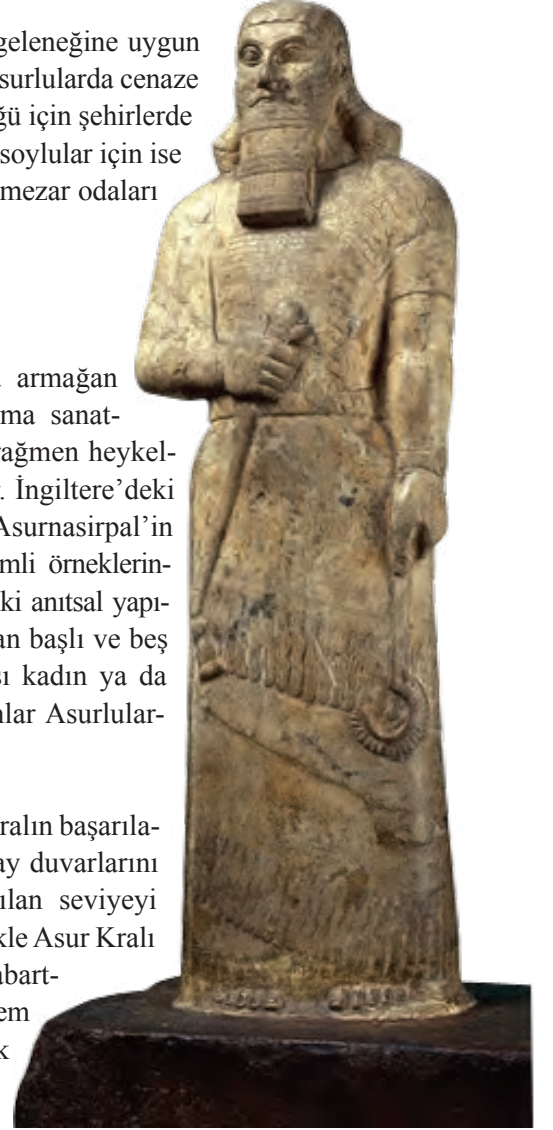 geleneğine uygun
surlularda cenaze
ğü için şehirlerde
soylular için ise
mezar odaları
armağan
ma sanat-
rağmen heykel-
İngiltere’deki
Asurnasirpal’in
mli örneklerin-
ki anıtsal yapı-
an başlı ve beş
sı kadın ya da
nlar Asurlular-
ralın başarıla-
ay duvarlarını
ılan seviyeyi
kle Asur Kralı
abart-
em
k